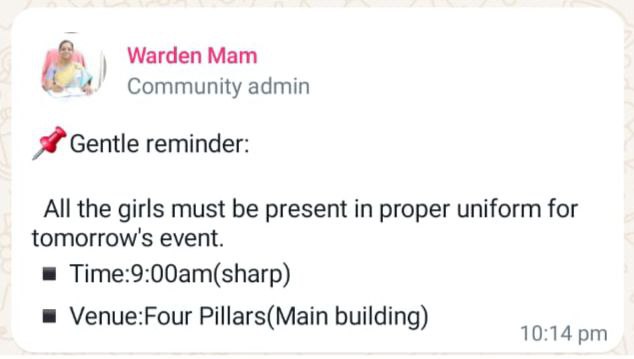 Warden Mam
Community admin
📌Gentle reminder:
All the girls must be present in proper uniform for
tomorrow's event.
▪ Time:9:00am(sharp)
▪ Venue:Four Pillars(Main building)
10:14 pm